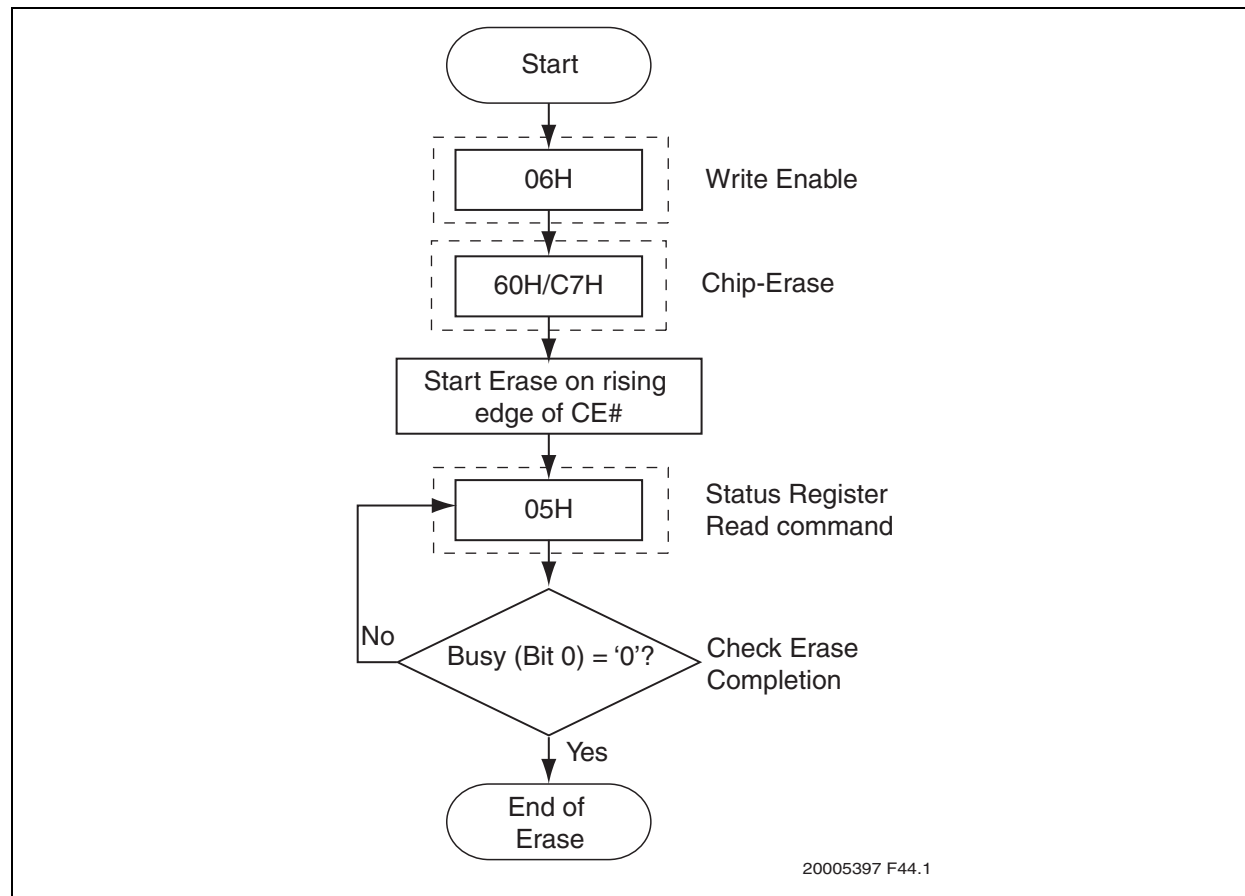 Start
06H
Write Enable
60H/C7H
Chip-Erase
Start Erase on rising
edge of CE#
05H
Status Register
Read command
No
Busy (Bit 0) = ‘0’?
Check Erase
Completion
Yes
End of
Erase
20005397 F44.1